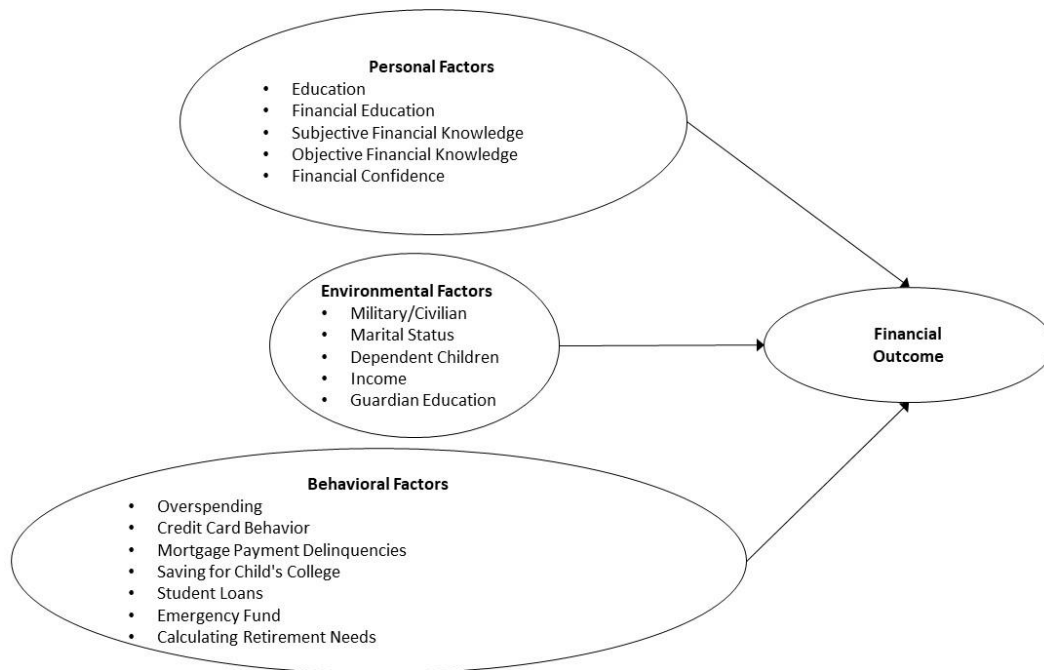 Personal Factors
• Education
• Financial Education
• Subjective Financial Knowledge
• Objective Financial Knowledge
• Financial Confidence
Environmental Factors
• Military/Civilian
• Marital Status
• Dependent Children
• Income
• Guardian Education
Financial
Outcome
Behavioral Factors
• Overspending
• Credit Card Behavior
• Mortgage Payment Delinquencies
• Saving for Child's College
• Student Loans
• Emergency Fund
• Calculating Retirement Needs